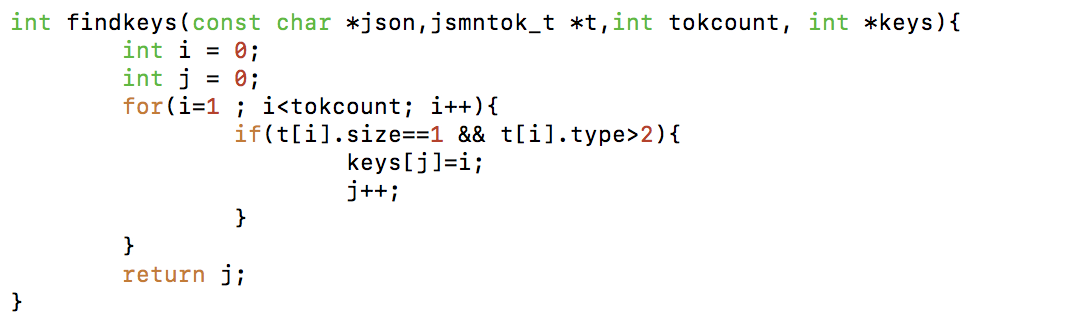 int findkeys(const char *json,jsmntok_t *t,int tokcount, int *keys){
        int i = 0;
        int j = 0;
        for(i=1 ; i<tokcount; i++){
                if(t[i].size==1 && t[i].type>2){
                        keys[j]=i;
                        j++;
                }
        }
        return j;
}